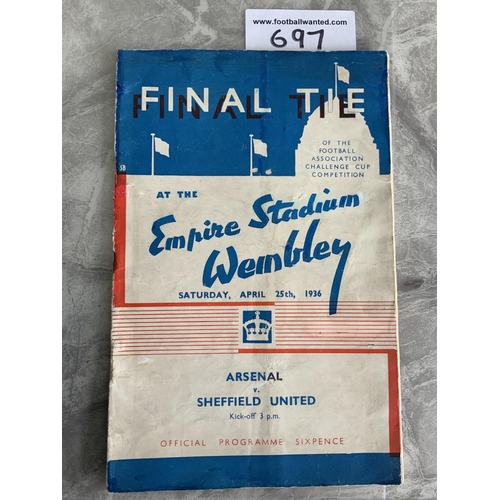 www.footballwanted.com
697
FINAL TIE
OF THE
FOOTBALL
ASSOCIATION
CHALLENGE CUP
COMPETITION
SB
AT THE
Empire Stadium
Wembley
SATURDAY, APRIL 25th, 1936
ARSENAL
v.
SHEFFIELD UNITED
Kick-off 3 p.m.
OFFICIAL PROGRAMME SIXPENCE